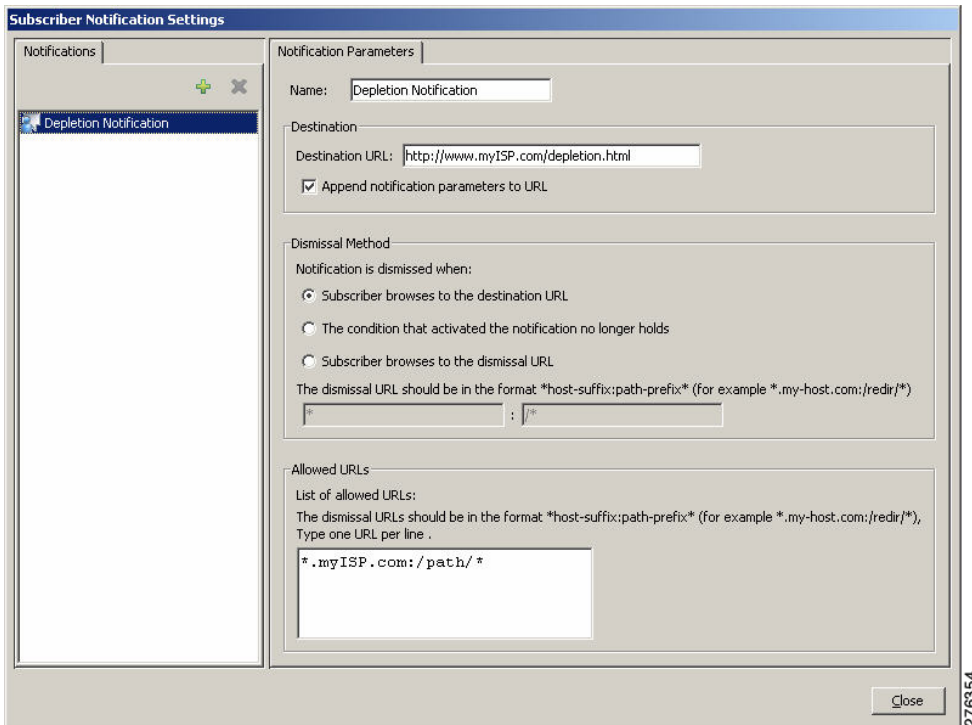 Subscriber Notification Settings
Notifications
Depletion Notification
Notification Parameters
Name: Depletion Notification
Destination
Destination URL: http://www.myISP.com/depletion.html
Append notification parameters to URL
Dismissal Method
Notification is dismissed when:
Subscriber browses to the destination URL
The condition that activated the notification no longer holds
Subscriber browses to the dismissal URL
The dismissal URL should be in the format *host-suffix:path-prefix* (for example *.my-host.com:/redir/*)
* : /*
Allowed URLs
List of allowed URLs:
The dismissal URLs should be in the format *host-suffix:path-prefix* (for example *.my-host.com:/redir/*),
Type one URL per line .
*.myISP.com:/path/*
Close
276354